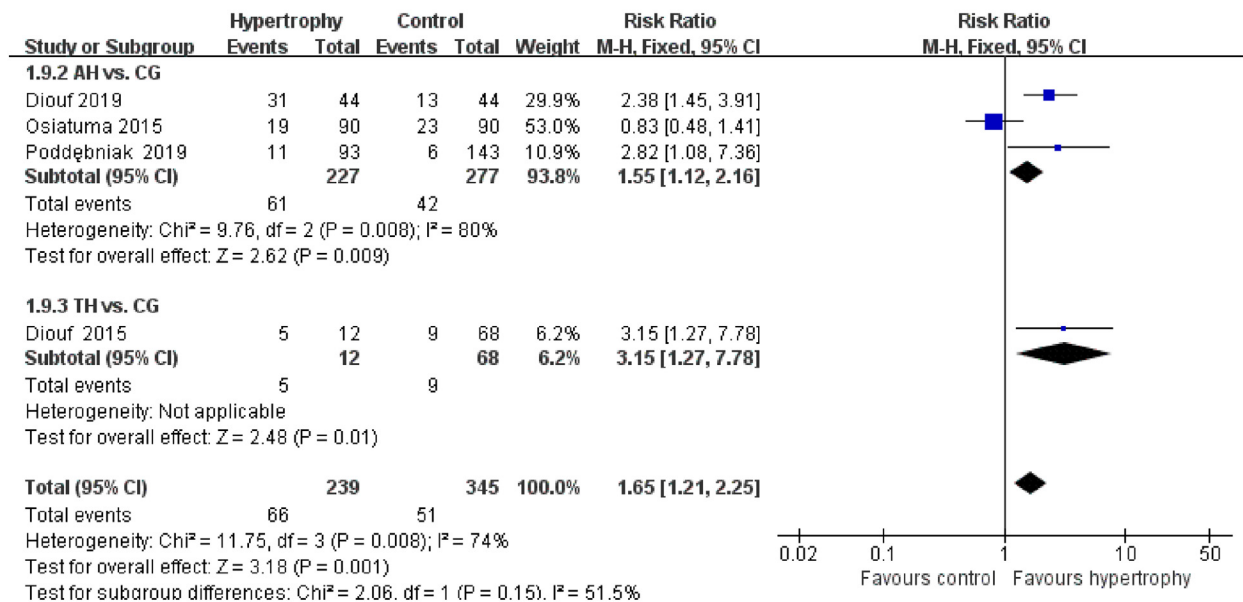 Hypertrophy Control Risk Ratio Risk Ratio
Study or Subgroup Events Total Events Total Weight M-H, Fixed, 95% CI M-H, Fixed, 95% CI
1.9.2 AH vs. CG
Diouf 2019 31 44 13 44 29.9% 2.38 [1.45, 3.91]
Osiatuma 2015 19 90 23 90 53.0% 0.83 [0.48, 1.41]
Poddębniak 2019 11 93 6 143 10.9% 2.82 [1.08, 7.36]
Subtotal (95% CI) 227 277 93.8% 1.55 [1.12, 2.16]
Total events 61 42
Heterogeneity: Chi² = 9.76, df = 2 (P = 0.008); I² = 80%
Test for overall effect: Z = 2.62 (P = 0.009)
1.9.3 TH vs. CG
Diouf 2015 5 12 9 68 6.2% 3.15 [1.27, 7.78]
Subtotal (95% CI) 12 68 6.2% 3.15 [1.27, 7.78]
Total events 5 9
Heterogeneity: Not applicable
Test for overall effect: Z = 2.48 (P = 0.01)
Total (95% CI) 239 345 100.0% 1.65 [1.21, 2.25]
Total events 66 51
Heterogeneity: Chi² = 11.75, df = 3 (P = 0.008); I² = 74%
Test for overall effect: Z = 3.18 (P = 0.001)
Test for subgroup differences: Chi² = 2.06, df = 1 (P = 0.15), I² = 51.5%
0.02 0.1 1 10 50
Favours control Favours hypertrophy